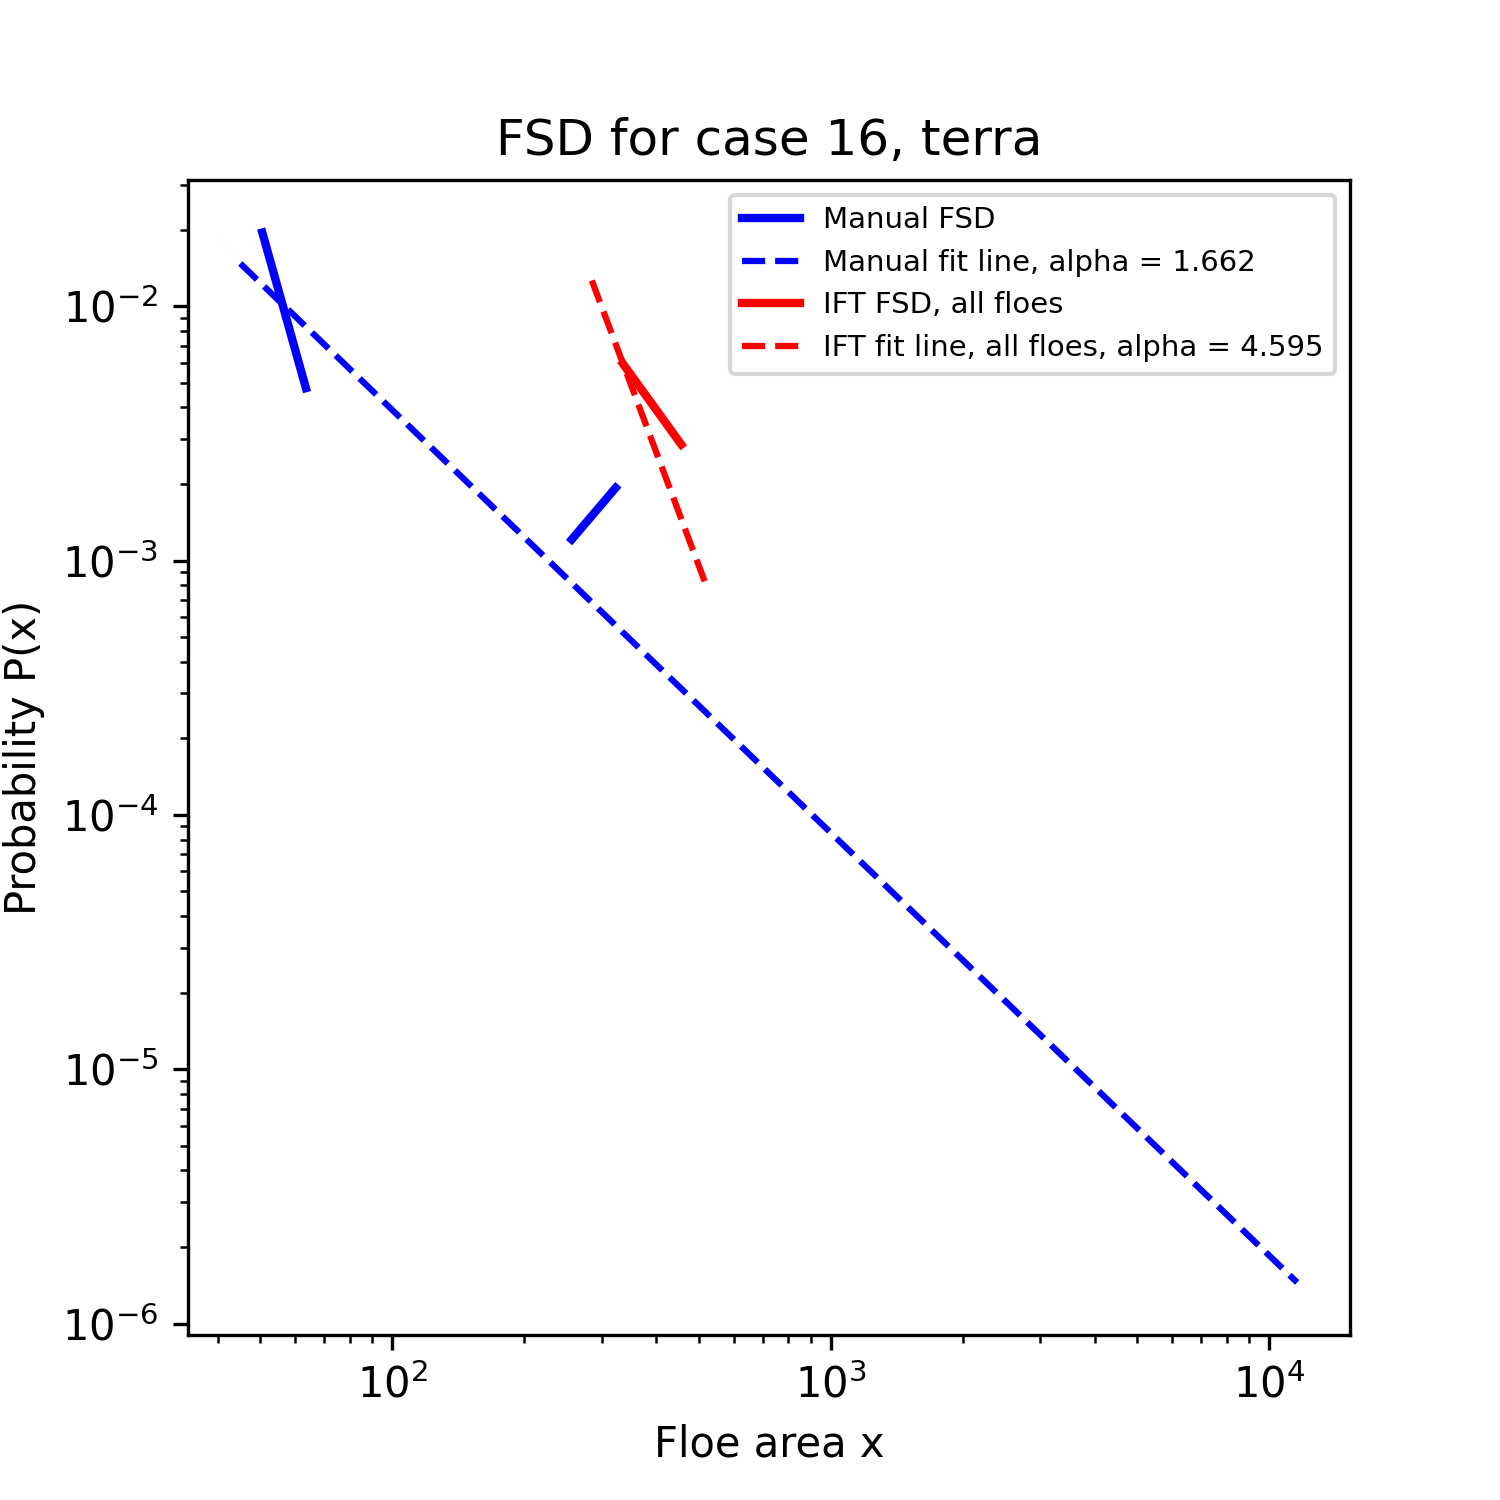 FSD for case 16, terra
Manual FSD
Manual fit line, alpha = 1.662
IFT FSD, all floes
IFT fit line, all floes, alpha = 4.595
Probability P(x)
10⁻²
10⁻³
10⁻⁴
10⁻⁵
10⁻⁶
10² 10³ 10⁴
Floe area x